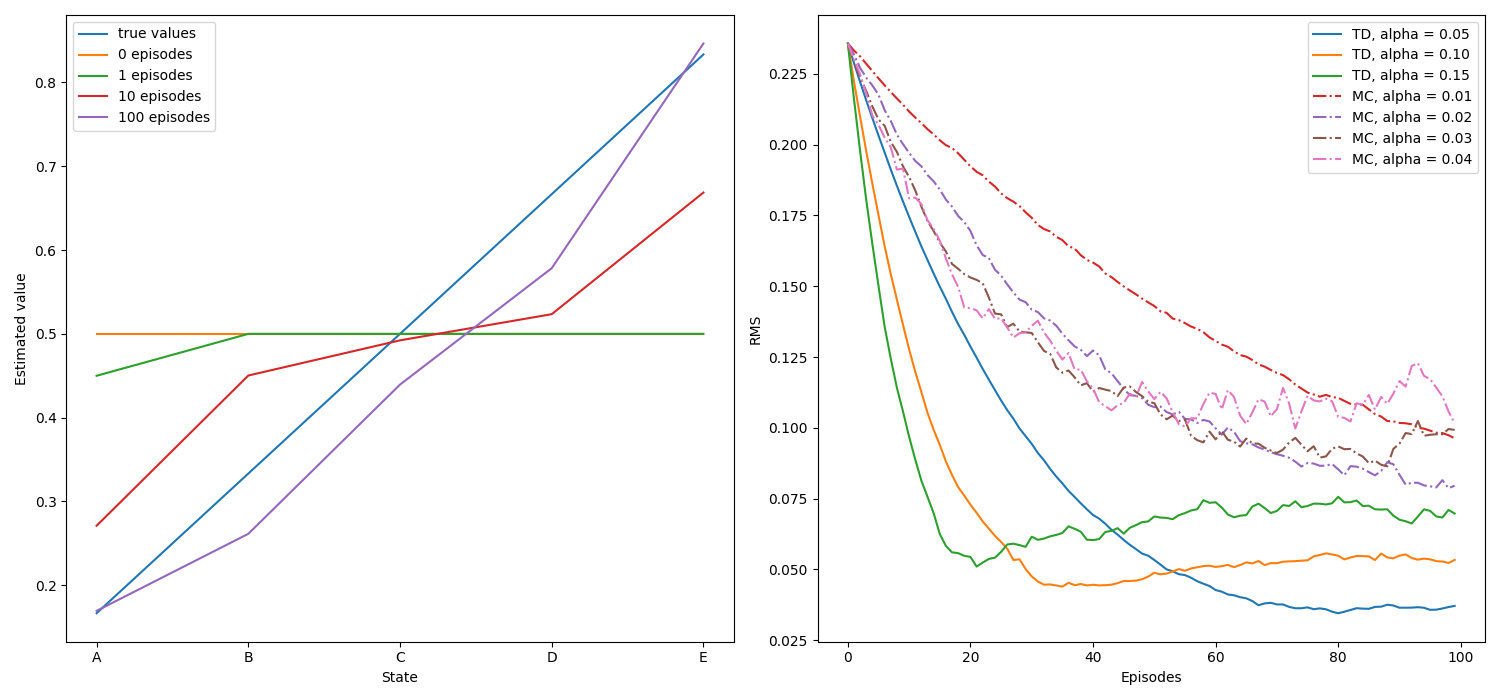 true values
0 episodes
1 episodes
10 episodes
100 episodes
0.8
0.7
0.6
0.5
0.4
0.3
0.2
Estimated value
A B C D E
State
TD, alpha = 0.05
TD, alpha = 0.10
TD, alpha = 0.15
MC, alpha = 0.01
MC, alpha = 0.02
MC, alpha = 0.03
MC, alpha = 0.04
0.225
0.200
0.175
0.150
0.125
0.100
0.075
0.050
0.025
RMS
0 20 40 60 80 100
Episodes